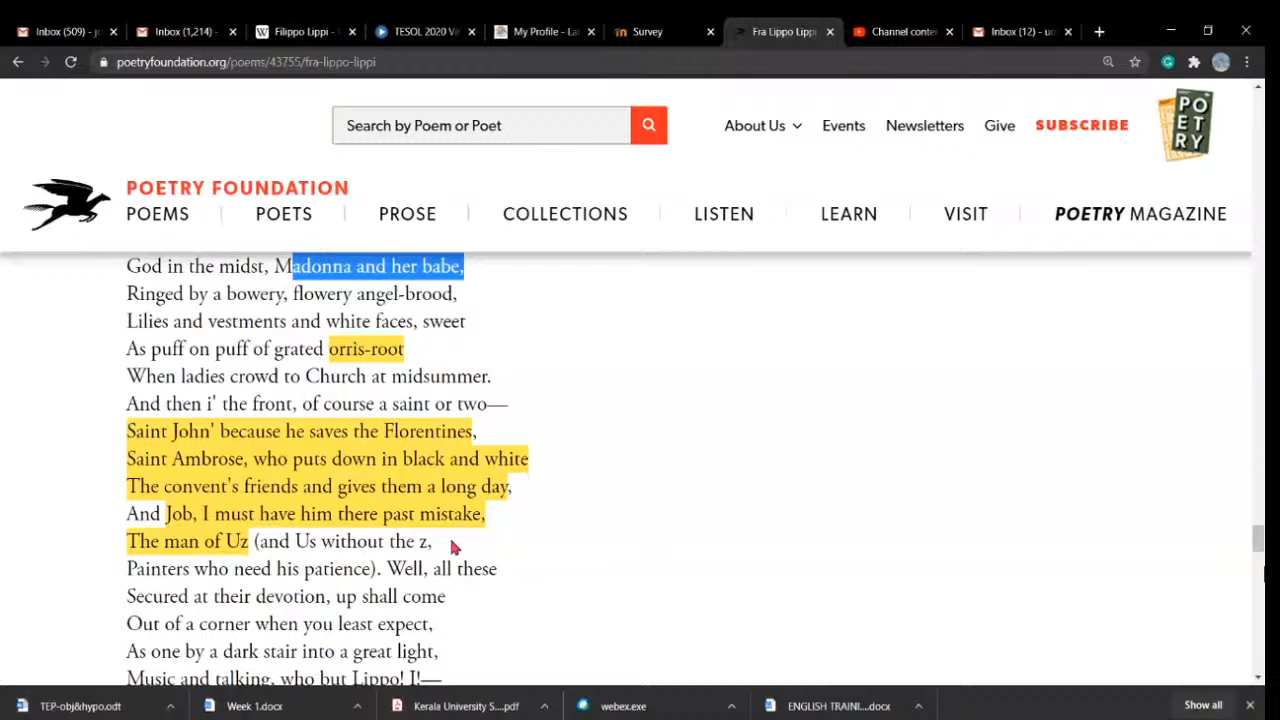 Inbox (509) - jo
Inbox (1,214) -
Filippo Lippi -
TESOL 2020 Vi
My Profile - La
Survey
Fra Lippo Lippi
Channel conte
Inbox (12) - u
poetryfoundation.org/poems/43755/fra-lippo-lippi
Search by Poem or Poet
About Us
Events
Newsletters
Give
SUBSCRIBE
PO
ET
RY
POETRY FOUNDATION
POEMS
POETS
PROSE
COLLECTIONS
LISTEN
LEARN
VISIT
POETRY MAGAZINE
God in the midst, Madonna and her babe,
Ringed by a bowery, flowery angel-brood,
Lilies and vestments and white faces, sweet
As puff on puff of grated orris-root
When ladies crowd to Church at midsummer.
And then i' the front, of course a saint or two—
Saint John' because he saves the Florentines,
Saint Ambrose, who puts down in black and white
The convent's friends and gives them a long day,
And Job, I must have him there past mistake,
The man of Uz (and Us without the z,
Painters who need his patience). Well, all these
Secured at their devotion, up shall come
Out of a corner when you least expect,
As one by a dark stair into a great light,
Music and talking, who but Lippo! I!—
TEP-obj&hypo.odt
Week 1.docx
Kerala University S....pdf
webex.exe
ENGLISH TRAINI....docx
Show all